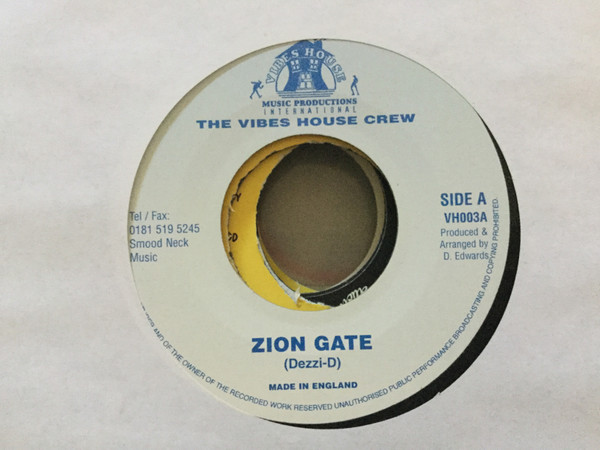 VIBES HOUSE
MUSIC PRODUCTIONS
INTERNATIONAL
THE VIBES HOUSE CREW
SIDE A
VH003A
Produced &
Arranged by
D. Edwards
Tel / Fax:
0181 519 5245
Smood Neck
Music
ZION GATE
(Dezzi-D)
MADE IN ENGLAND
AND OF THE OWNER OF THE RECORDED WORK RESERVED UNAUTHORISED PUBLIC PERFORMANCE BROADCASTING AND COPYING PROHIBITED.